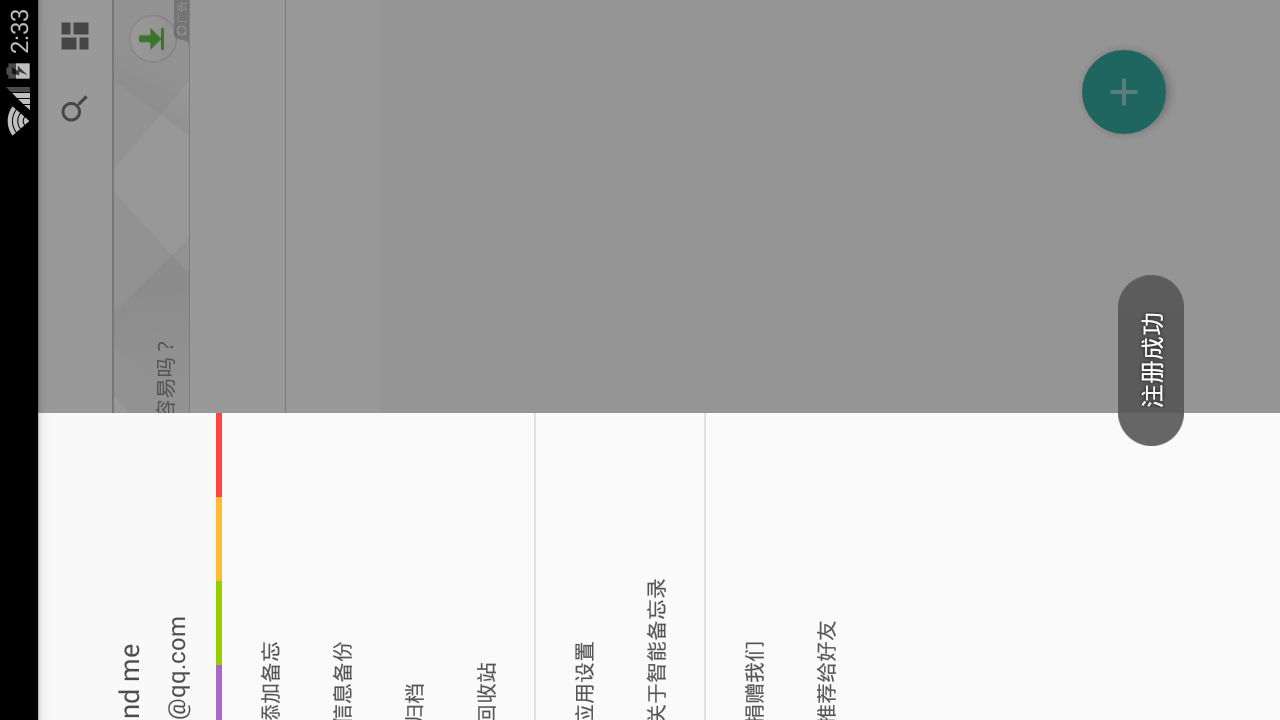 2:33
广告
容易吗？
nd me
@qq.com
添加备忘
信息备份
归档
回收站
应用设置
关于智能备忘录
捐赠我们
推荐给好友
注册成功